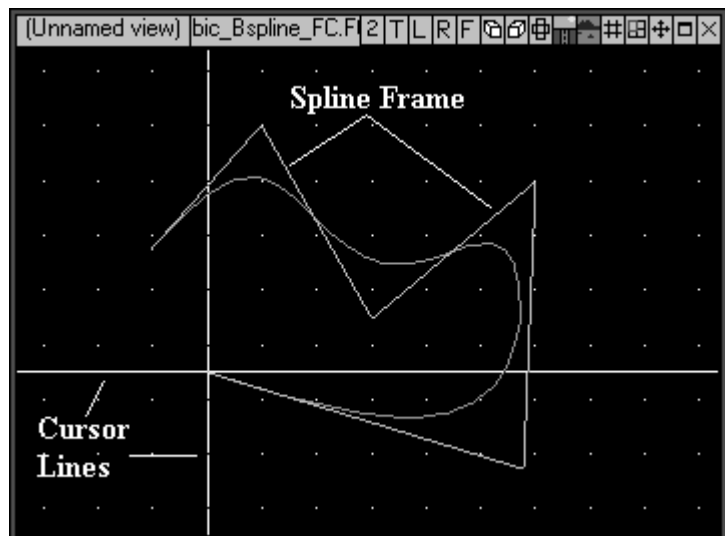 (Unnamed view) bic_Bspline_FC.F 2 T L R F
Spline Frame
Cursor
Lines